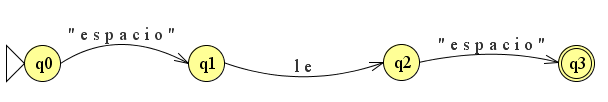 "espacio" le "espacio"
q0 q1 q2 q3